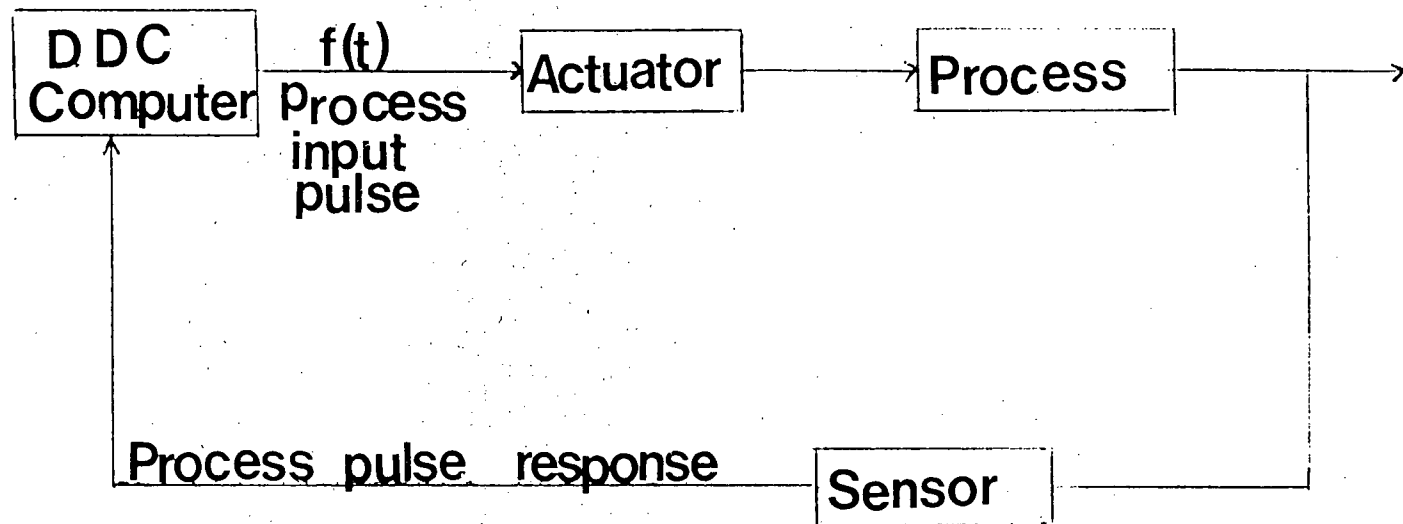 DDC
Computer
f(t)
Process
input
pulse
Actuator
Process
Process pulse response
Sensor